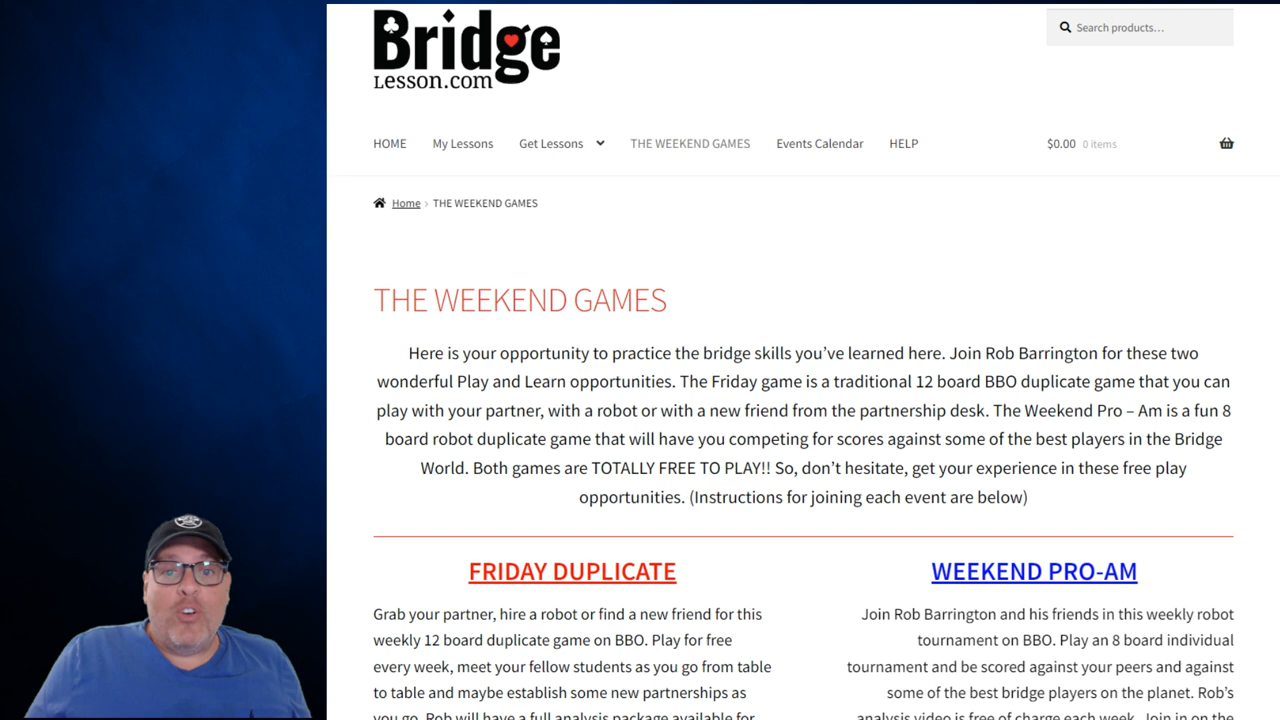 Bridge
Lesson.com
Search products…
HOME My Lessons Get Lessons THE WEEKEND GAMES Events Calendar HELP $0.00 0 items
Home › THE WEEKEND GAMES
THE WEEKEND GAMES
Here is your opportunity to practice the bridge skills you’ve learned here. Join Rob Barrington for these two
wonderful Play and Learn opportunities. The Friday game is a traditional 12 board BBO duplicate game that you can
play with your partner, with a robot or with a new friend from the partnership desk. The Weekend Pro – Am is a fun 8
board robot duplicate game that will have you competing for scores against some of the best players in the Bridge
World. Both games are TOTALLY FREE TO PLAY!! So, don’t hesitate, get your experience in these free play
opportunities. (Instructions for joining each event are below)
FRIDAY DUPLICATE
Grab your partner, hire a robot or find a new friend for this
weekly 12 board duplicate game on BBO. Play for free
every week, meet your fellow students as you go from table
to table and maybe establish some new partnerships as
you go. Rob will have a full analysis package available for
WEEKEND PRO-AM
Join Rob Barrington and his friends in this weekly robot
tournament on BBO. Play an 8 board individual
tournament and be scored against your peers and against
some of the best bridge players on the planet. Rob’s
analysis video is free of charge each week. Join in on the